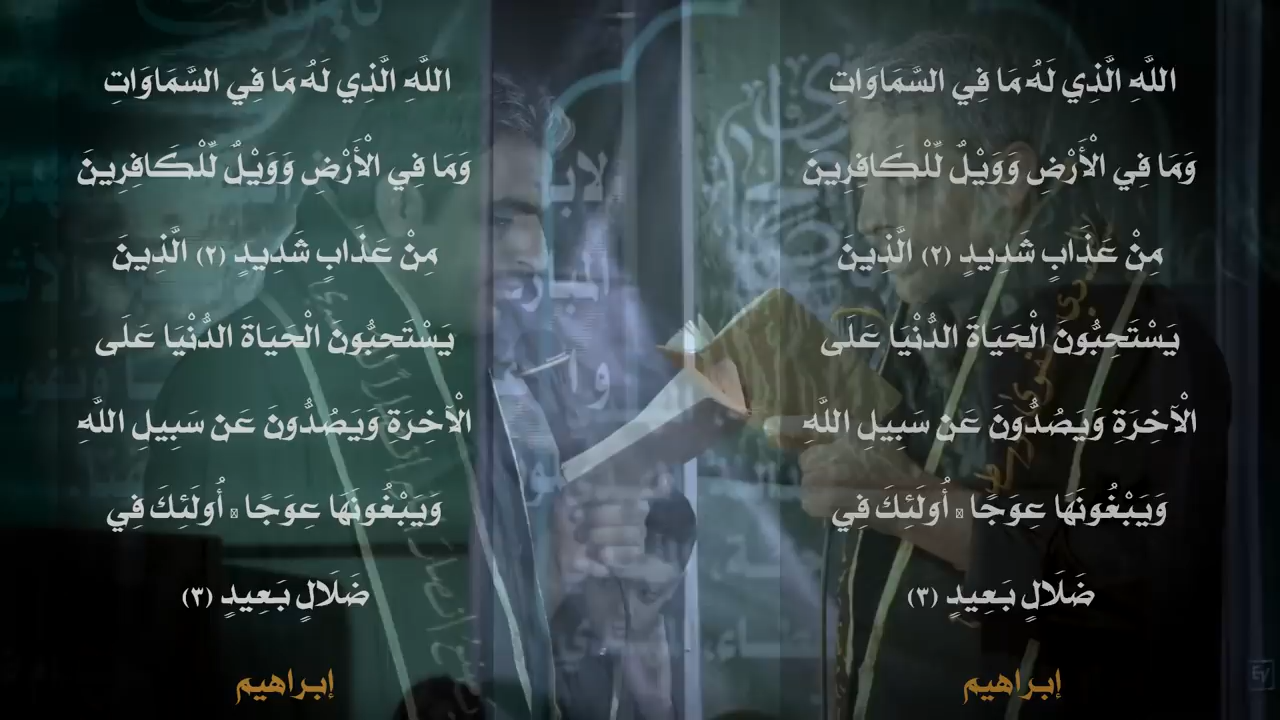 اللَّهِ الَّذِي لَهُ مَا فِي السَّمَاوَاتِ
وَمَا فِي الْأَرْضِ وَوَيْلٌ لِّلْكَافِرِينَ
مِنْ عَذَابٍ شَدِيدٍ (٢) الَّذِينَ
يَسْتَحِبُّونَ الْحَيَاةَ الدُّنْيَا عَلَى
الْآخِرَةِ وَيَصُدُّونَ عَن سَبِيلِ اللَّهِ
وَيَبْغُونَهَا عِوَجًا أُولَئِكَ فِي
ضَلَالٍ بَعِيدٍ (٣)
إبراهيم
اللَّهِ الَّذِي لَهُ مَا فِي السَّمَاوَاتِ
وَمَا فِي الْأَرْضِ وَوَيْلٌ لِّلْكَافِرِينَ
مِنْ عَذَابٍ شَدِيدٍ (٢) الَّذِينَ
يَسْتَحِبُّونَ الْحَيَاةَ الدُّنْيَا عَلَى
الْآخِرَةِ وَيَصُدُّونَ عَن سَبِيلِ اللَّهِ
وَيَبْغُونَهَا عِوَجًا أُولَئِكَ فِي
ضَلَالٍ بَعِيدٍ (٣)
إبراهيم